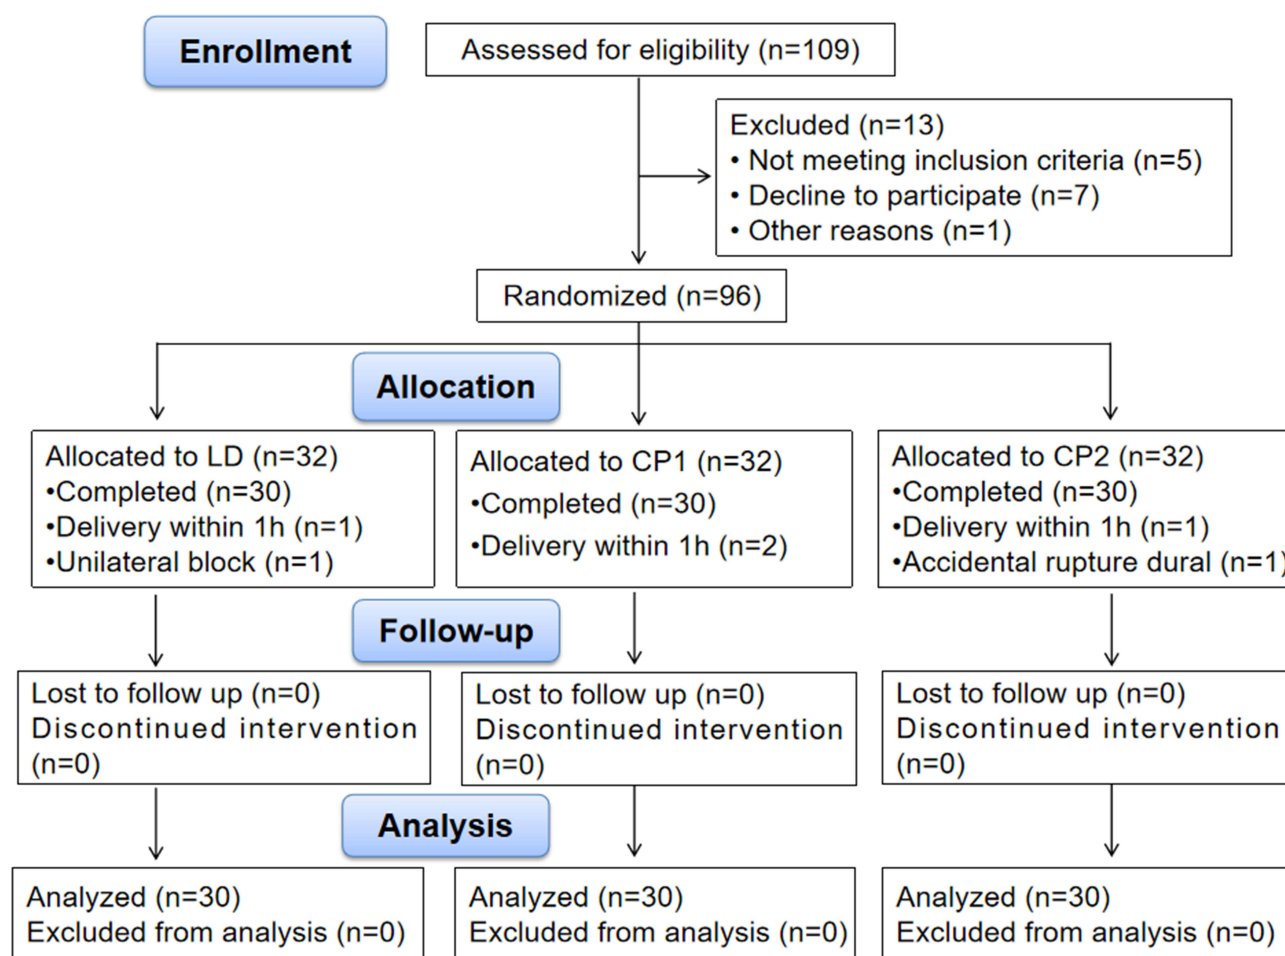 Enrollment
Assessed for eligibility (n=109)
Excluded (n=13)
• Not meeting inclusion criteria (n=5)
• Decline to participate (n=7)
• Other reasons (n=1)
Randomized (n=96)
Allocation
Allocated to LD (n=32)
•Completed (n=30)
•Delivery within 1h (n=1)
•Unilateral block (n=1)
Allocated to CP1 (n=32)
•Completed (n=30)
•Delivery within 1h (n=2)
Allocated to CP2 (n=32)
•Completed (n=30)
•Delivery within 1h (n=1)
•Accidental rupture dural (n=1)
Follow-up
Lost to follow up (n=0)
Discontinued intervention
(n=0)
Lost to follow up (n=0)
Discontinued intervention
(n=0)
Lost to follow up (n=0)
Discontinued intervention
(n=0)
Analysis
Analyzed (n=30)
Excluded from analysis (n=0)
Analyzed (n=30)
Excluded from analysis (n=0)
Analyzed (n=30)
Excluded from analysis (n=0)